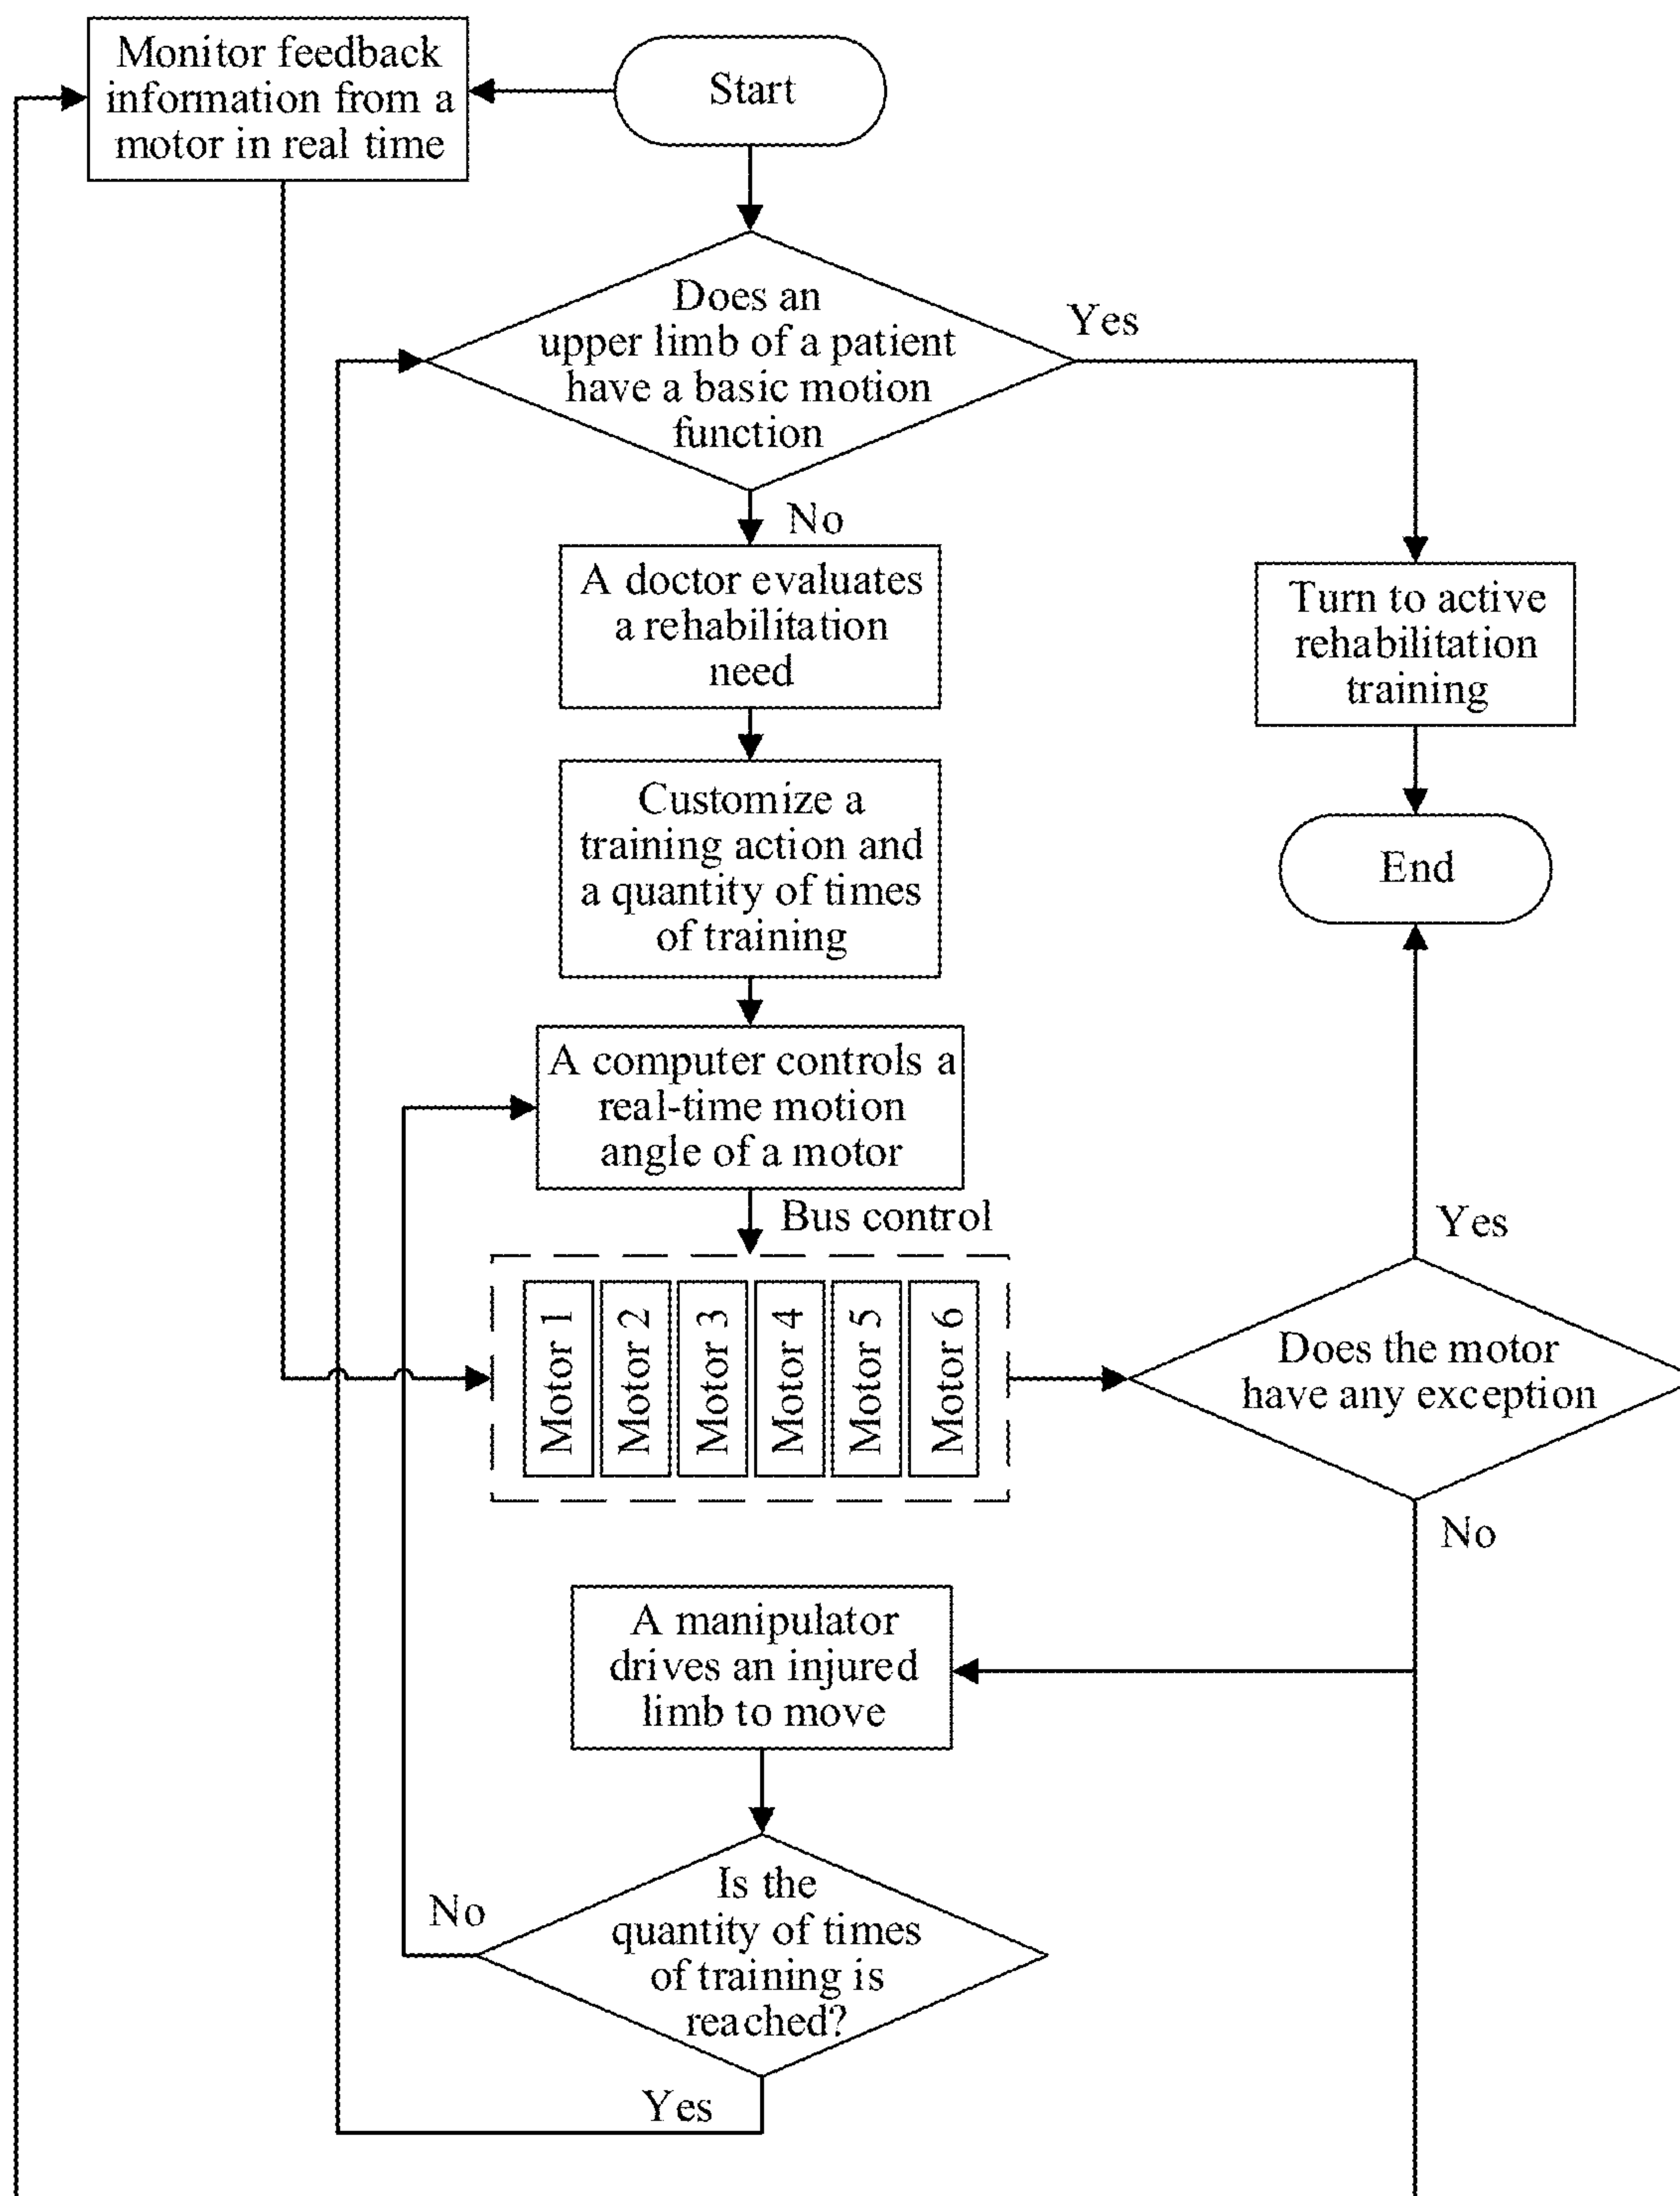 Monitor feedback
information from a
motor in real time
Start
Does an
upper limb of a patient
have a basic motion
function
Yes
No
A doctor evaluates
a rehabilitation
need
Turn to active
rehabilitation
training
Customize a
training action and
a quantity of times
of training
End
A computer controls a
real-time motion
angle of a motor
Bus control
Yes
Motor 1
Motor 2
Motor 3
Motor 4
Motor 5
Motor 6
Does the motor
have any exception
No
A manipulator
drives an injured
limb to move
Is the
quantity of times
of training is
reached?
No
Yes